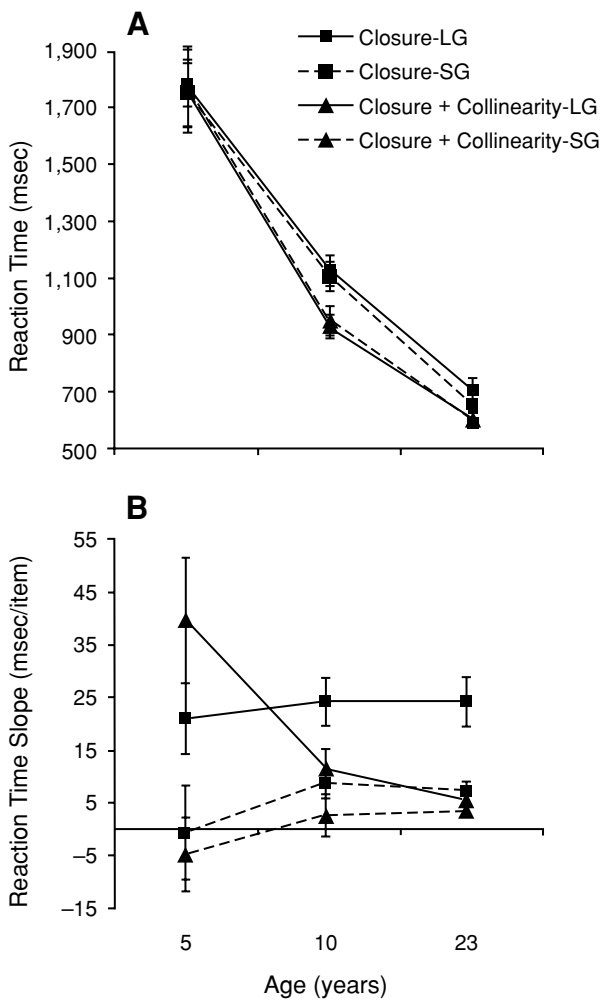 A
Closure-LG
Closure-SG
Closure + Collinearity-LG
Closure + Collinearity-SG
Reaction Time (msec)
1,900
1,700
1,500
1,300
1,100
900
700
500
B
Reaction Time Slope (msec/item)
55
45
35
25
15
5
–5
–15
5 10 23
Age (years)